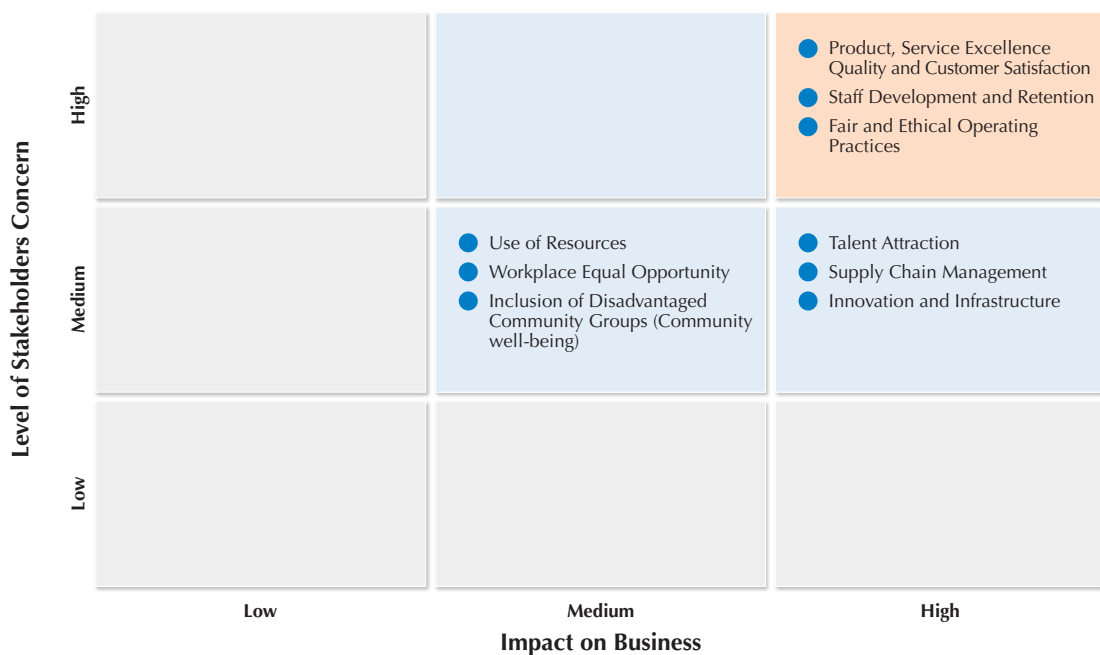 Level of Stakeholders Concern
High
Product, Service Excellence
Quality and Customer Satisfaction
Staff Development and Retention
Fair and Ethical Operating
Practices
Medium
Use of Resources
Workplace Equal Opportunity
Inclusion of Disadvantaged
Community Groups (Community
well-being)
Talent Attraction
Supply Chain Management
Innovation and Infrastructure
Low
Low
Medium
High
Impact on Business